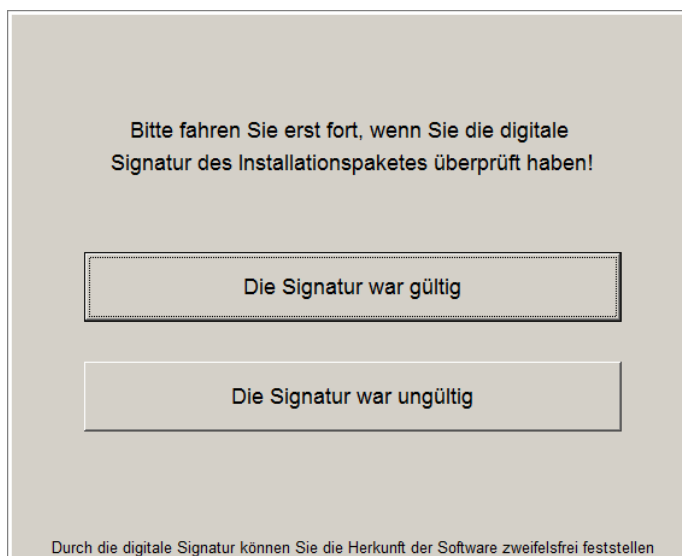 Bitte fahren Sie erst fort, wenn Sie die digitale
Signatur des Installationspaketes überprüft haben!
Die Signatur war gültig
Die Signatur war ungültig
Durch die digitale Signatur können Sie die Herkunft der Software zweifelsfrei feststellen